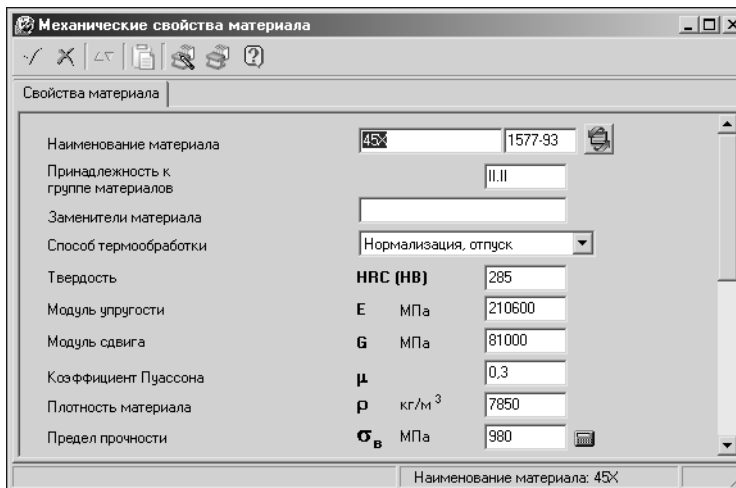 Механические свойства материала
Свойства материала
Наименование материала 45Х 1577-93
Принадлежность к
группе материалов II.II
Заменители материала
Способ термообработки Нормализация, отпуск
Твердость HRC (HB) 285
Модуль упругости E МПа 210600
Модуль сдвига G МПа 81000
Коэффициент Пуассона μ 0,3
Плотность материала ρ кг/м³ 7850
Предел прочности σв МПа 980
Наименование материала: 45Х